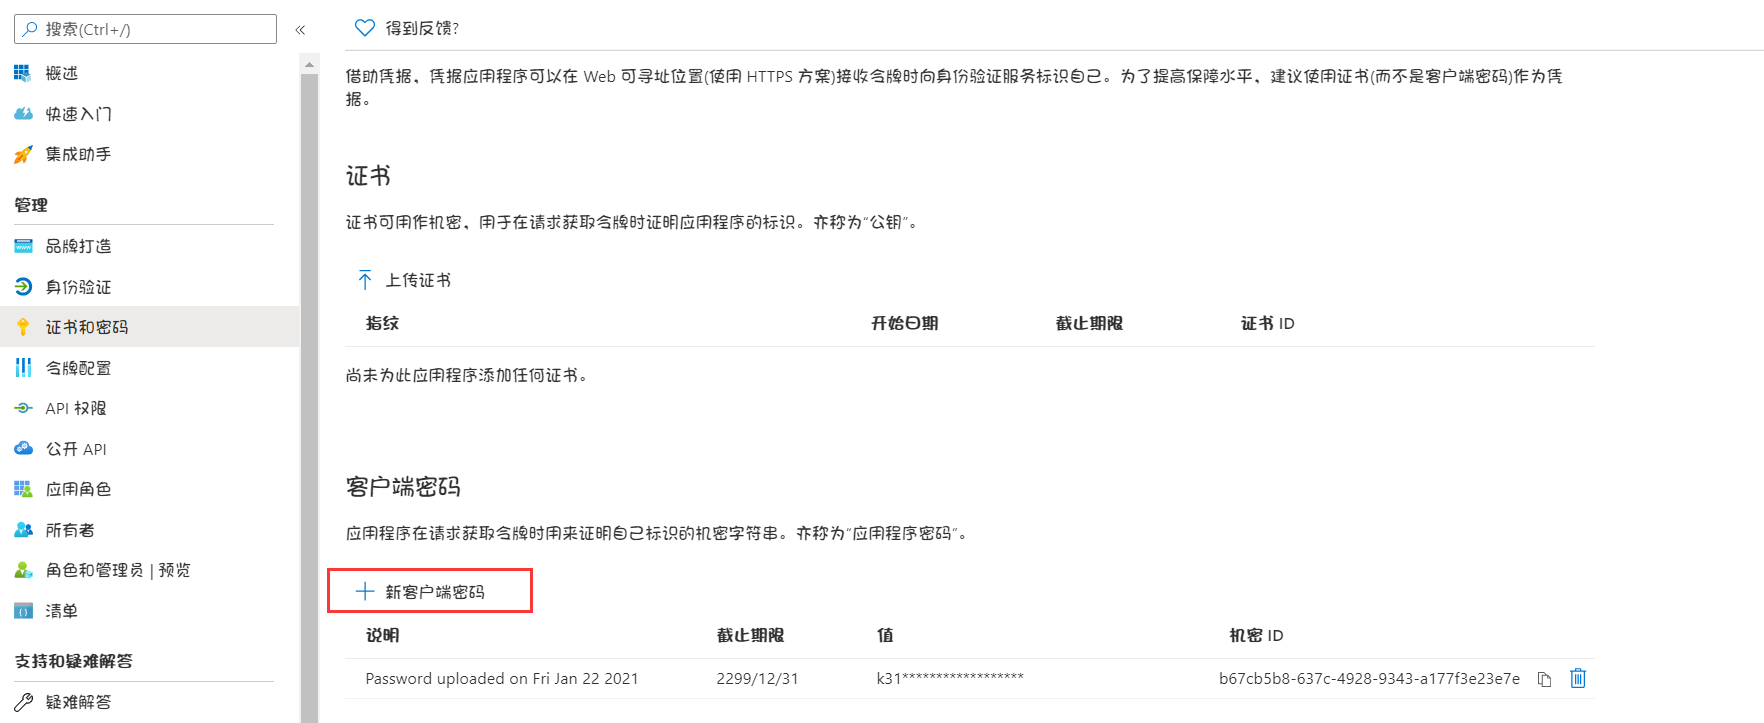 搜索(Ctrl+/)
«
概述
快速入门
集成助手
管理
品牌打造
身份验证
证书和密码
令牌配置
API 权限
公开 API
应用角色
所有者
角色和管理员 | 预览
清单
支持和疑难解答
疑难解答
得到反馈?
借助凭据，凭据应用程序可以在 Web 可寻址位置(使用 HTTPS 方案)接收令牌时向身份验证服务标识自己。为了提高保障水平，建议使用证书(而不是客户端密码)作为凭
据。
证书
证书可用作机密，用于在请求获取令牌时证明应用程序的标识。亦称为“公钥”。
上传证书
指纹 开始日期 截止期限 证书 ID
尚未为此应用程序添加任何证书。
客户端密码
应用程序在请求获取令牌时用来证明自己标识的机密字符串。亦称为“应用程序密码”。
新客户端密码
说明 截止期限 值 机密 ID
Password uploaded on Fri Jan 22 2021 2299/12/31 k31****************** b67cb5b8-637c-4928-9343-a177f3e23e7e